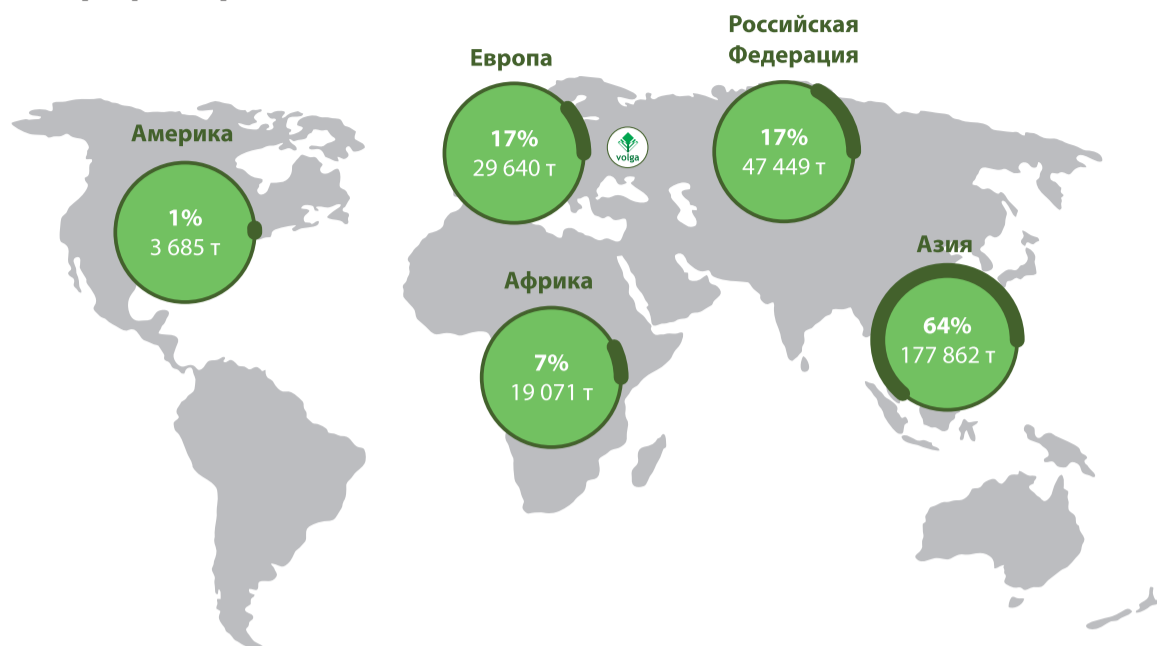 Российская
Федерация
Европа
17%
29 640 т
volga
17%
47 449 т
Америка
1%
3 685 т
Азия
64%
177 862 т
Африка
7%
19 071 т